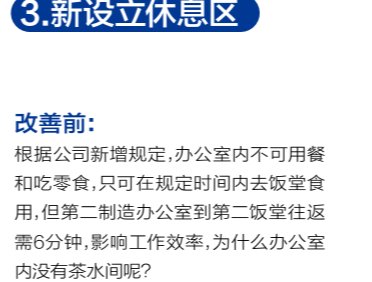 3.新设立休息区
改善前:
根据公司新增规定,办公室内不可用餐
和吃零食,只可在规定时间内去饭堂食
用,但第二制造办公室到第二饭堂往返
需6分钟,影响工作效率,为什么办公室
内没有茶水间呢?